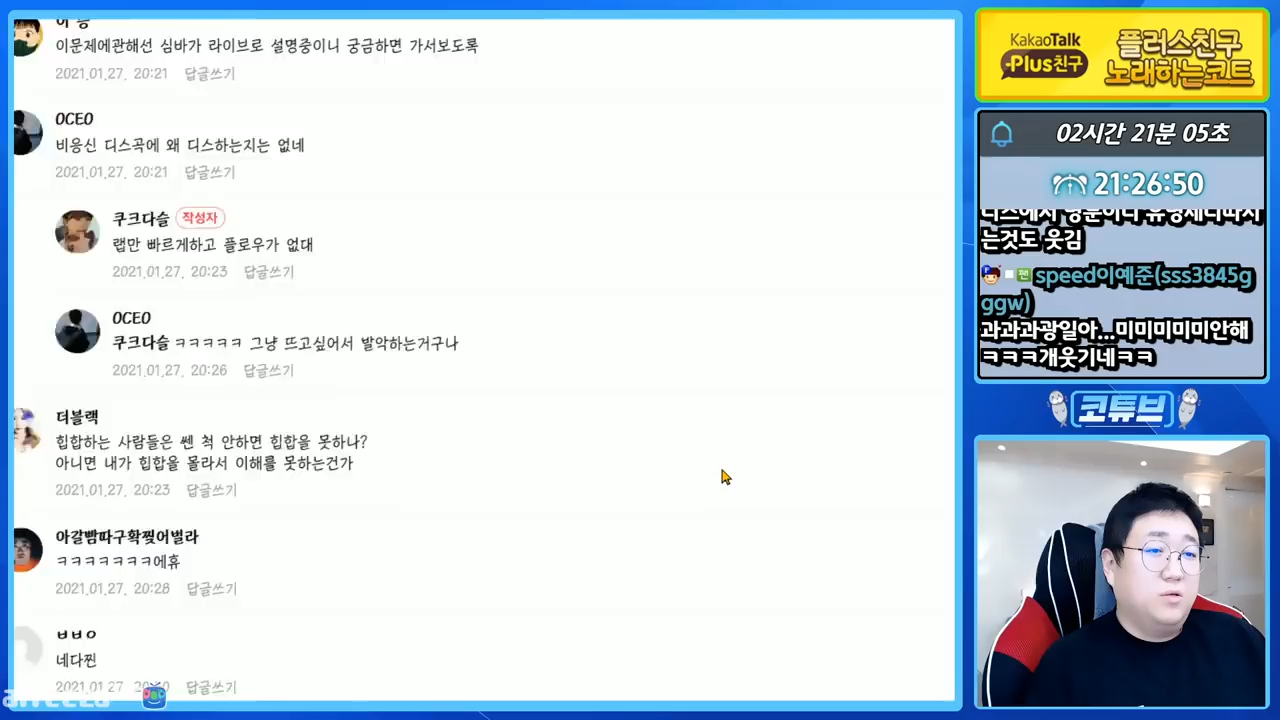 이문제에관해선 심바가 라이브로 설명중이니 궁금하면 가서보도록
2021.01.27. 20:21 답글쓰기
OCEO
비응신 디스곡에 왜 디스하는지는 없네
2021.01.27. 20:21 답글쓰기
쿠크다슬 작성자
랩만 빠르게하고 플로우가 없대
2021.01.27. 20:23 답글쓰기
OCEO
쿠크다슬 ㅋㅋㅋㅋㅋ 그냥 뜨고싶어서 발악하는거구나
2021.01.27. 20:26 답글쓰기
더블랙
힙합하는 사람들은 쎈 척 안하면 힙합을 못하나?
아니면 내가 힙합을 몰라서 이해를 못하는건가
2021.01.27. 20:23 답글쓰기
아갈빰따구확찢어벌라
ㅋㅋㅋㅋㅋㅋㅋ에휴
2021.01.27. 20:28 답글쓰기
ㅂㅂㅇ
네다찐
2021.01.27 답글쓰기
KakaoTalk
Plus친구
플러스친구
노래하는코트
02시간 21분 05초
21:26:50
는것도 웃김
speed이예준(sss3845g
ggw)
과과과광일아...미미미미미안해
ㅋㅋㅋ개웃기네ㅋㅋ
코튜브